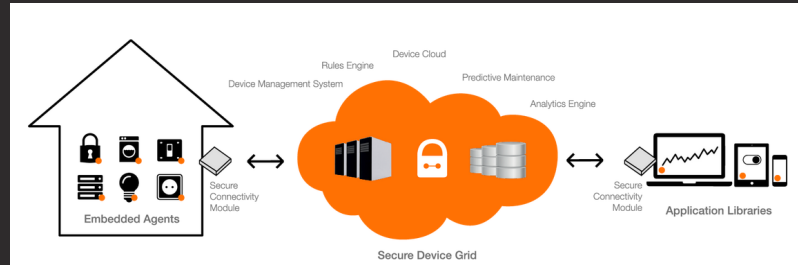 Device Cloud
Rules Engine
Device Management System
Predictive Maintenance
Analytics Engine
Embedded Agents
Secure
Connectivity
Module
Secure Device Grid
Secure
Connectivity
Module
Application Libraries